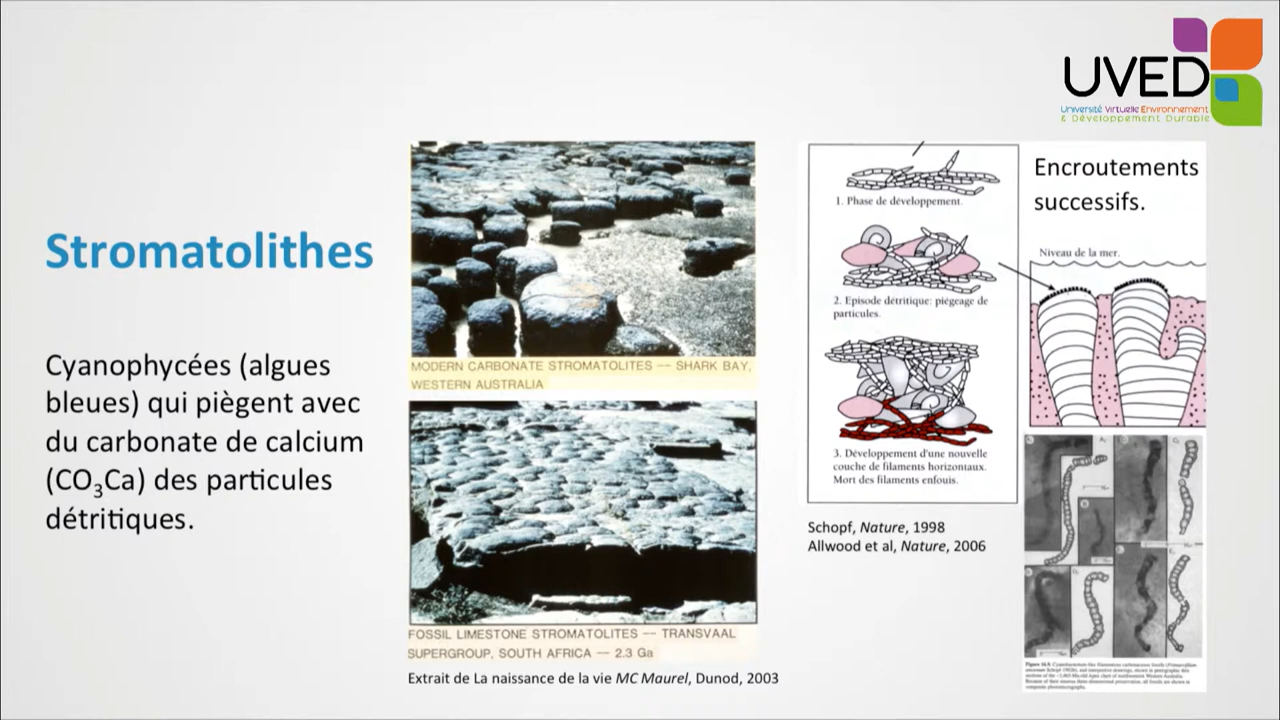 UVED
Université Virtuelle Environnement
& Développement Durable
Stromatolithes
Cyanophycées (algues
bleues) qui piègent avec
du carbonate de calcium
(CO₃Ca) des particules
détritiques.
MODERN CARBONATE STROMATOLITES -- SHARK BAY,
WESTERN AUSTRALIA
FOSSIL LIMESTONE STROMATOLITES -- TRANSVAAL
SUPERGROUP, SOUTH AFRICA -- 2.3 Ga
Extrait de La naissance de la vie MC Maurel, Dunod, 2003
1. Phase de développement.
2. Episode détritique: piégeage de
particules.
3. Développement d'une nouvelle
couche de filaments horizontaux.
Mort des filaments enfouis.
Schopf, Nature, 1998
Allwood et al, Nature, 2006
Encroutements
successifs.
Niveau de la mer.